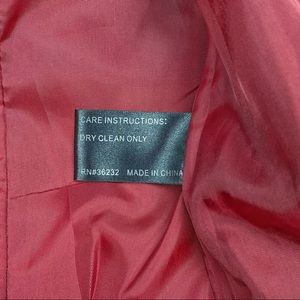 CARE INSTRUCTIONS:
DRY CLEAN ONLY
RN#36232 MADE IN CHINA